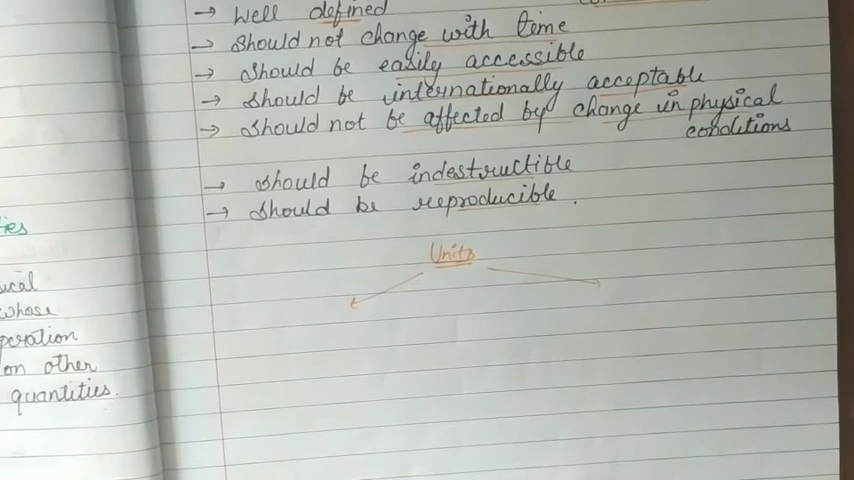 → Well defined
→ Should not change with time
→ Should be easily accessible
→ Should be internationally acceptable
→ Should not be affected by change in physical
conditions
→ Should be indestructible
→ Should be reproducible.
Units
ties
ical
whose
peration
on other
quantities.